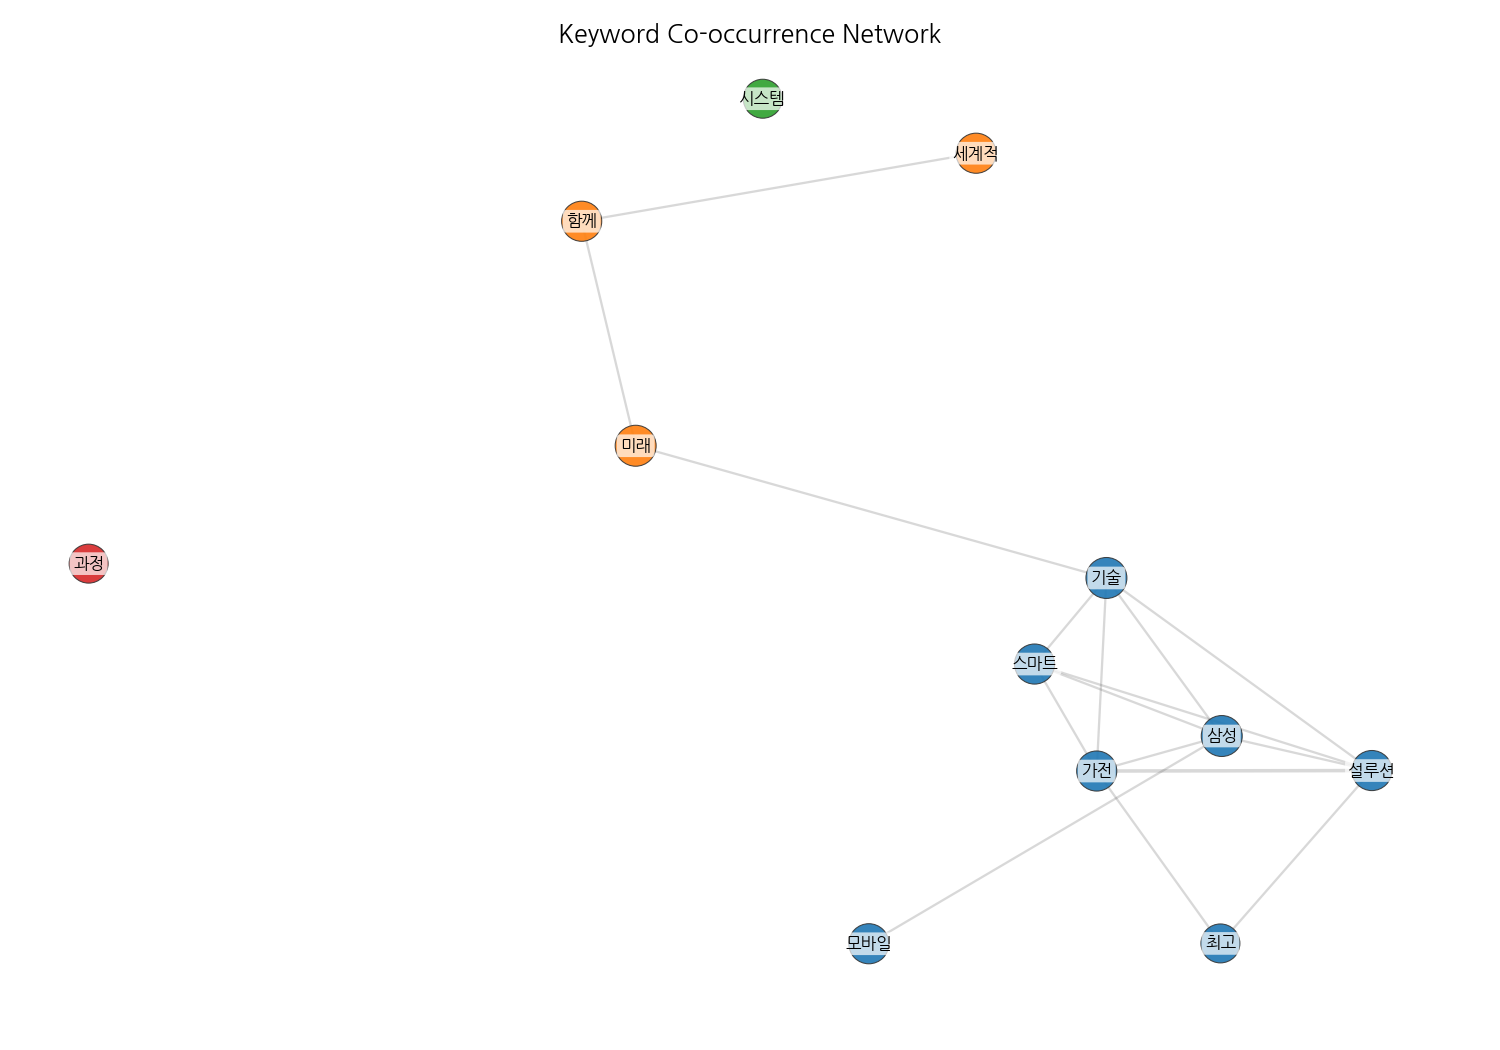 Keyword Co-occurrence Network
시스템
세계적
함께
미래
과정
기술
스마트
삼성
가전
설루션
모바일
최고